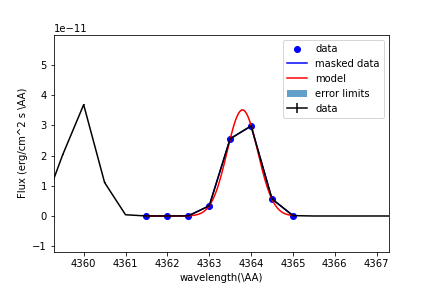 1e−11
5
4
3
2
1
0
−1
Flux (erg/cm^2 s \AA)
data
masked data
model
error limits
data
4360 4361 4362 4363 4364 4365 4366 4367
wavelength(\AA)